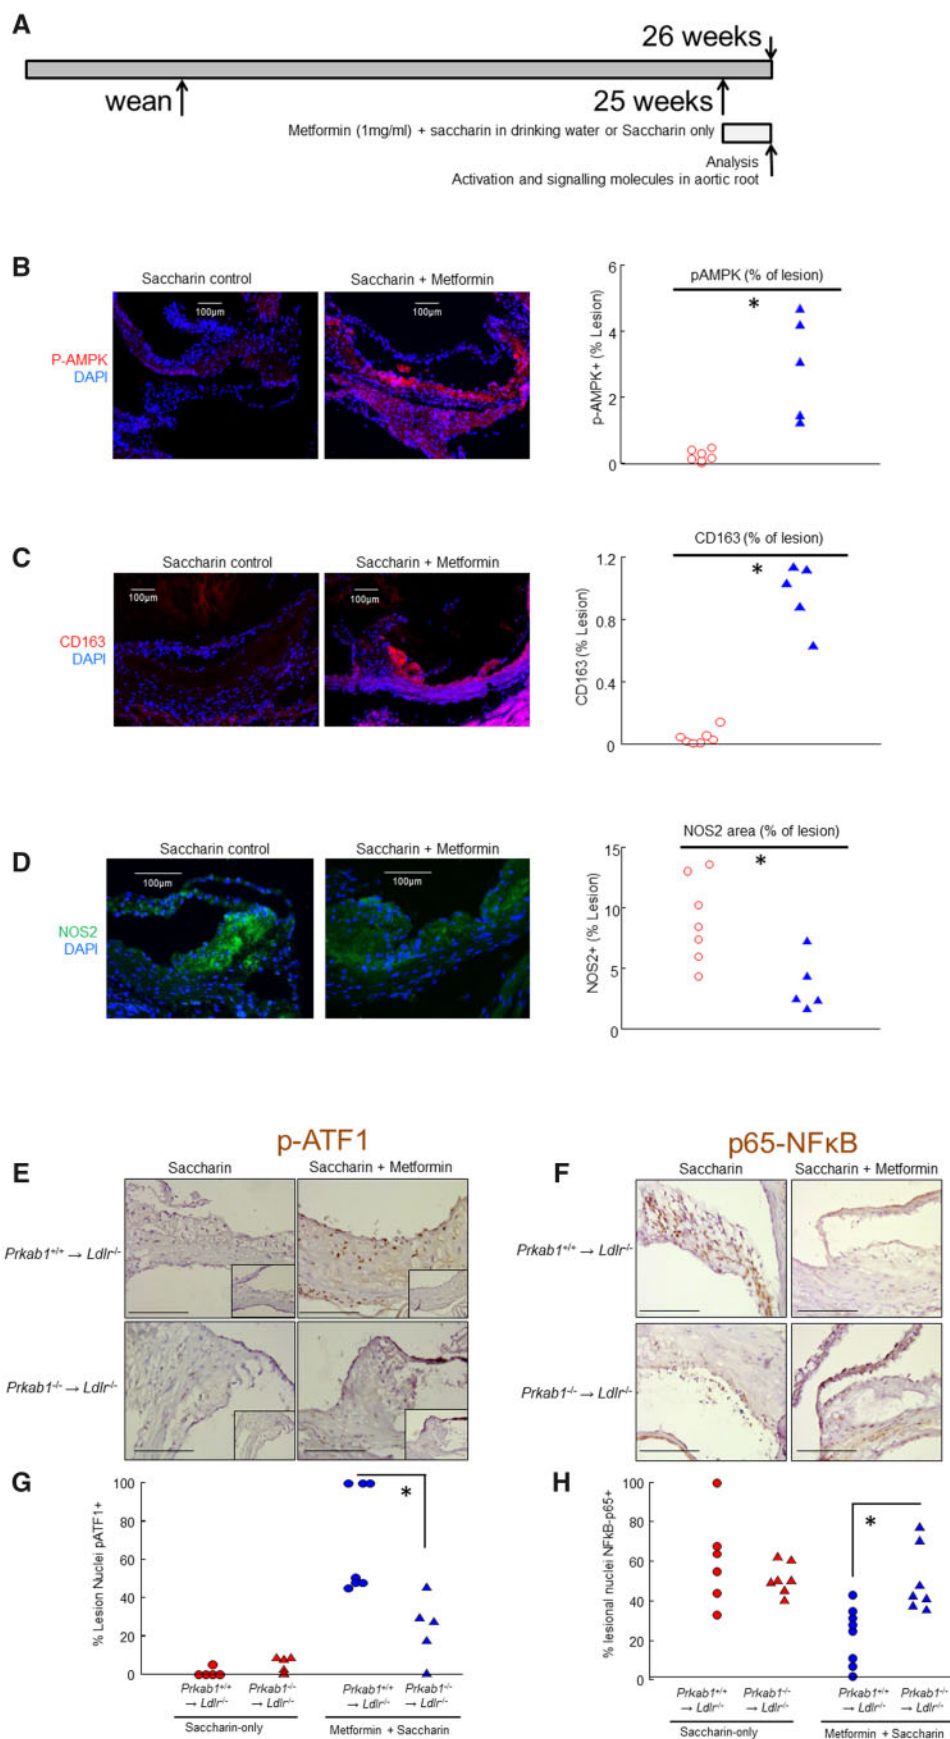 A
26 weeks
wean
25 weeks
Metformin (1mg/ml) + saccharin in drinking water or Saccharin only
Analysis
Activation and signalling molecules in aortic root
B
Saccharin control
Saccharin + Metformin
100µm
100µm
P-AMPK
DAPI
pAMPK (% of lesion)
*
p-AMPK+ (% Lesion)
6
4
2
0
C
Saccharin control
Saccharin + Metformin
100µm
100µm
CD163
DAPI
CD163 (% of lesion)
*
CD163 (% Lesion)
1.2
0.8
0.4
0
D
Saccharin control
Saccharin + Metformin
100µm
100µm
NOS2
DAPI
NOS2 area (% of lesion)
*
NOS2+ (% Lesion)
15
10
5
0
p-ATF1
E
Saccharin
Saccharin + Metformin
Prkab1+/+ → Ldlr-/-
Prkab1-/- → Ldlr-/-
p65-NFκB
F
Saccharin
Saccharin + Metformin
Prkab1+/+ → Ldlr-/-
Prkab1-/- → Ldlr-/-
G
% Lesion Nuclei pATF1+
100
80
60
40
20
0
*
Prkab1+/+ Prkab1-/- Prkab1+/+ Prkab1-/-
→ Ldlr-/- → Ldlr-/- → Ldlr-/- → Ldlr-/-
Saccharin-only
Metformin + Saccharin
H
% lesional nuclei NFkB-p65+
100
80
60
40
20
0
*
Prkab1+/+ Prkab1-/- Prkab1+/+ Prkab1-/-
→ Ldlr-/- → Ldlr-/- → Ldlr-/- → Ldlr-/-
Saccharin-only
Metformin + Saccharin